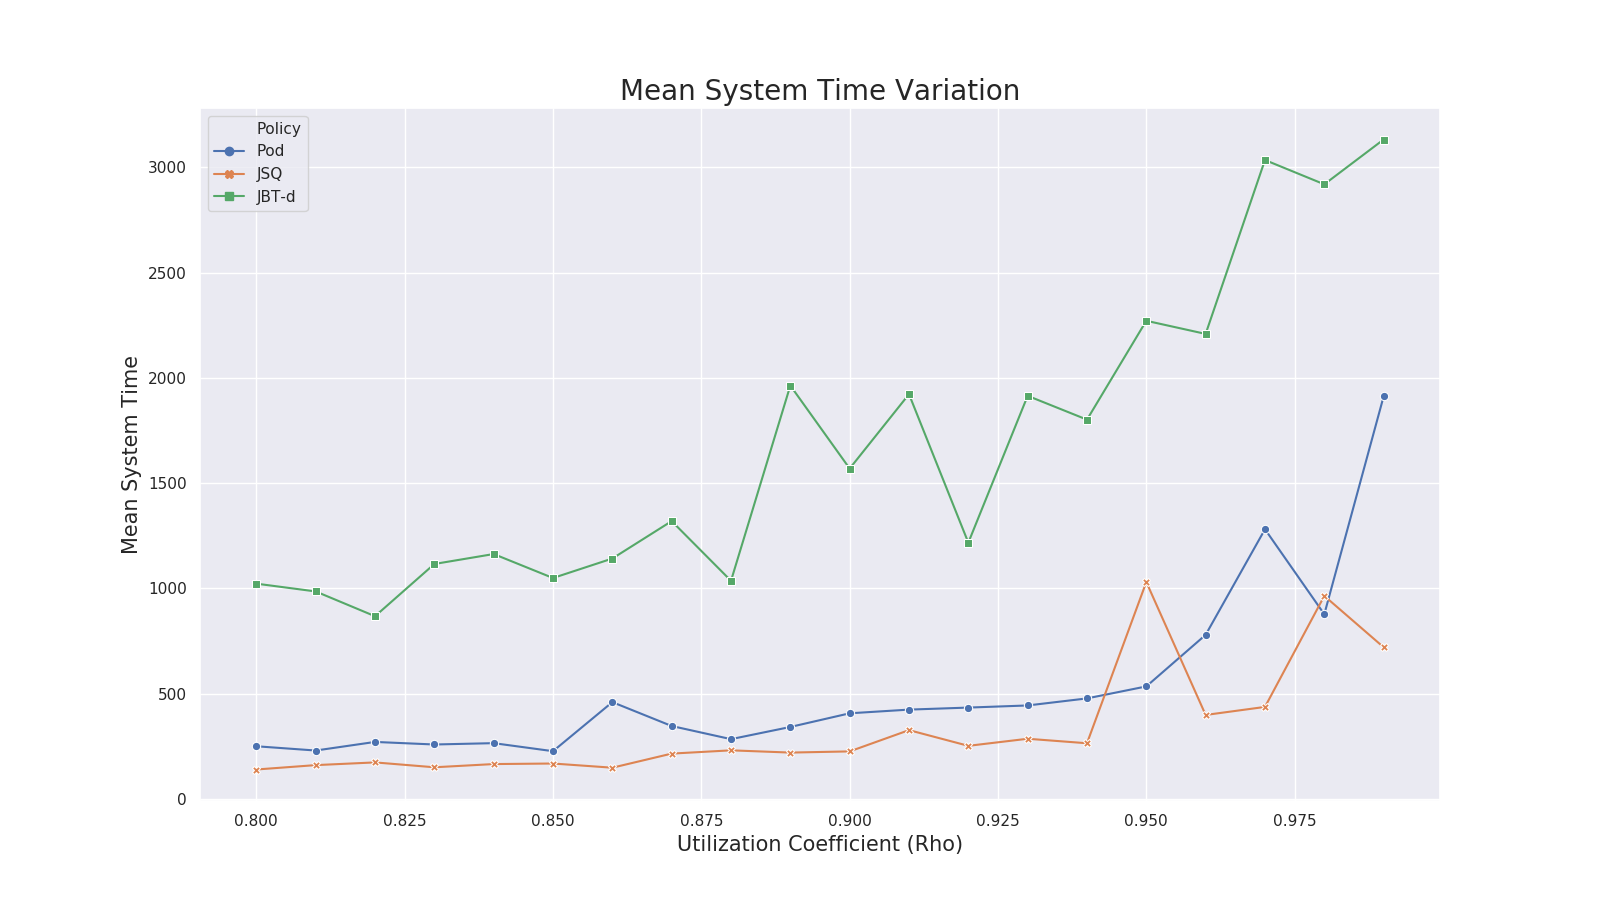 Mean System Time Variation
Policy
Pod
JSQ
JBT-d
3000
2500
2000
1500
1000
500
0
Mean System Time
0.800 0.825 0.850 0.875 0.900 0.925 0.950 0.975
Utilization Coefficient (Rho)